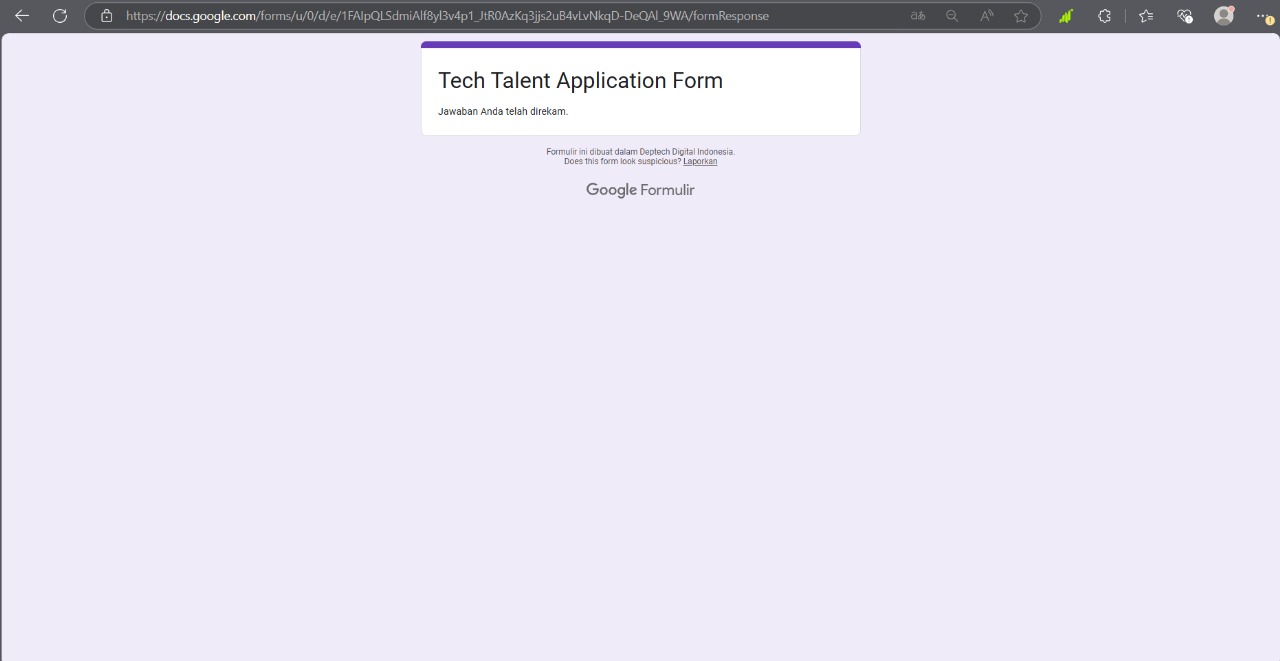 https://docs.google.com/forms/u/0/d/e/1FAIpQLSdmiAlf8yl3v4p1_JtR0AzKq3jjs2uB4vLvNkqD-DeQAl_9WA/formResponse
Tech Talent Application Form
Jawaban Anda telah direkam.
Formulir ini dibuat dalam Deptech Digital Indonesia.
Does this form look suspicious? Laporkan
Google Formulir